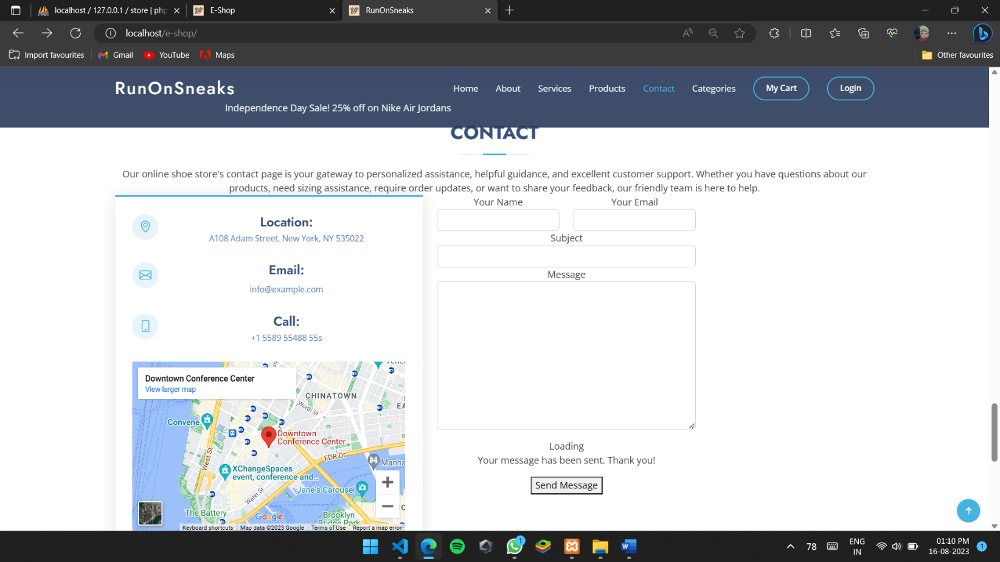 localhost / 127.0.0.1 / store | php
E-Shop
RunOnSneaks
localhost/e-shop/
Import favourites
Gmail
YouTube
Maps
Other favourites
RunOnSneaks
Home
About
Services
Products
Contact
Categories
My Cart
Login
Independence Day Sale! 25% off on Nike Air Jordans
CONTACT
Our online shoe store's contact page is your gateway to personalized assistance, helpful guidance, and excellent customer support. Whether you have questions about our
products, need sizing assistance, require order updates, or want to share your feedback, our friendly team is here to help.
Location:
A108 Adam Street, New York, NY 535022
Email:
info@example.com
Call:
+1 5589 55488 55s
Downtown Conference Center
View larger map
CHINATOWN
Worth St
Convene
Downtown
Conference Center
West St
FDR Dr
Manha
XChangeSpaces
event, conference and...
Jane's Carousel
Water St
The Battery
Google
Brooklyn
Bridge Park
Keyboard shortcuts
Map data ©2023 Google
Terms of Use
Report a map error
Your Name
Your Email
Subject
Message
Loading
Your message has been sent. Thank you!
Send Message
1
78
ENG
IN
01:10 PM
16-08-2023
1